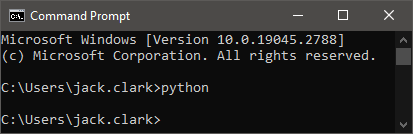 Command Prompt
Microsoft Windows [Version 10.0.19045.2788]
(c) Microsoft Corporation. All rights reserved.
C:\Users\jack.clark>python
C:\Users\jack.clark>